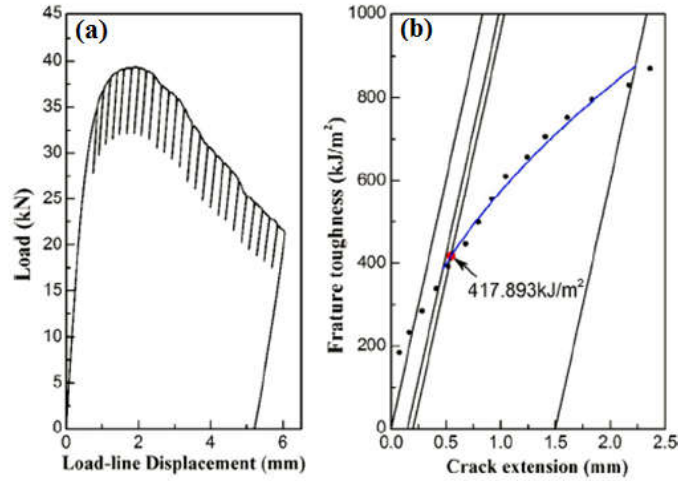 (a)
45
40
35
30
25
20
15
10
5
0
Load (kN)
0 2 4 6
Load-line Displacement (mm)
(b)
1000
800
600
400
200
0
Frature toughness (kJ/m²)
417.893kJ/m²
0.0 0.5 1.0 1.5 2.0 2.5
Crack extension (mm)